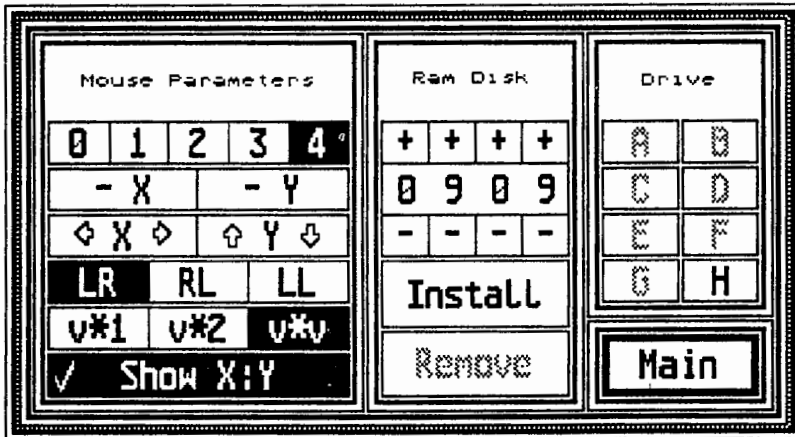 Mouse Parameters
0 1 2 3 4
- X - Y
⇦ X ⇨ ⇧ Y ⇩
LR RL LL
v*1 v*2 v*v
✓ Show X:Y
Ram Disk
+ + + +
0 9 0 9
- - - -
Install
Remove
Drive
A B
C D
E F
G H
Main